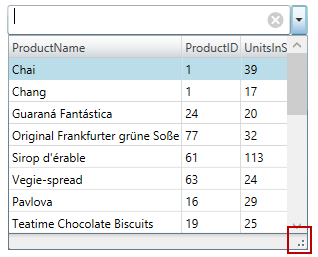 ProductName ProductID UnitsInS
Chai 1 39
Chang 1 17
Guaraná Fantástica 24 20
Original Frankfurter grüne Soße 77 32
Sirop d'érable 61 113
Vegie-spread 63 24
Pavlova 16 29
Teatime Chocolate Biscuits 19 25